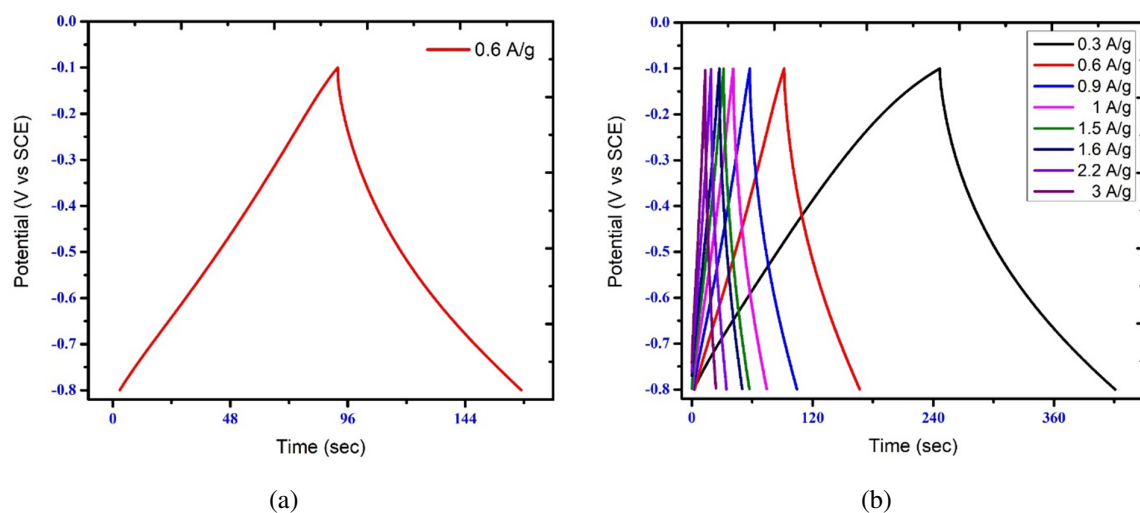 0.0
-0.1
-0.2
-0.3
-0.4
-0.5
-0.6
-0.7
-0.8
Potential (V vs SCE)
0.6 A/g
0 48 96 144
Time (sec)
(a)
0.0
-0.1
-0.2
-0.3
-0.4
-0.5
-0.6
-0.7
-0.8
Potential (V vs SCE)
0.3 A/g
0.6 A/g
0.9 A/g
1 A/g
1.5 A/g
1.6 A/g
2.2 A/g
3 A/g
0 120 240 360
Time (sec)
(b)